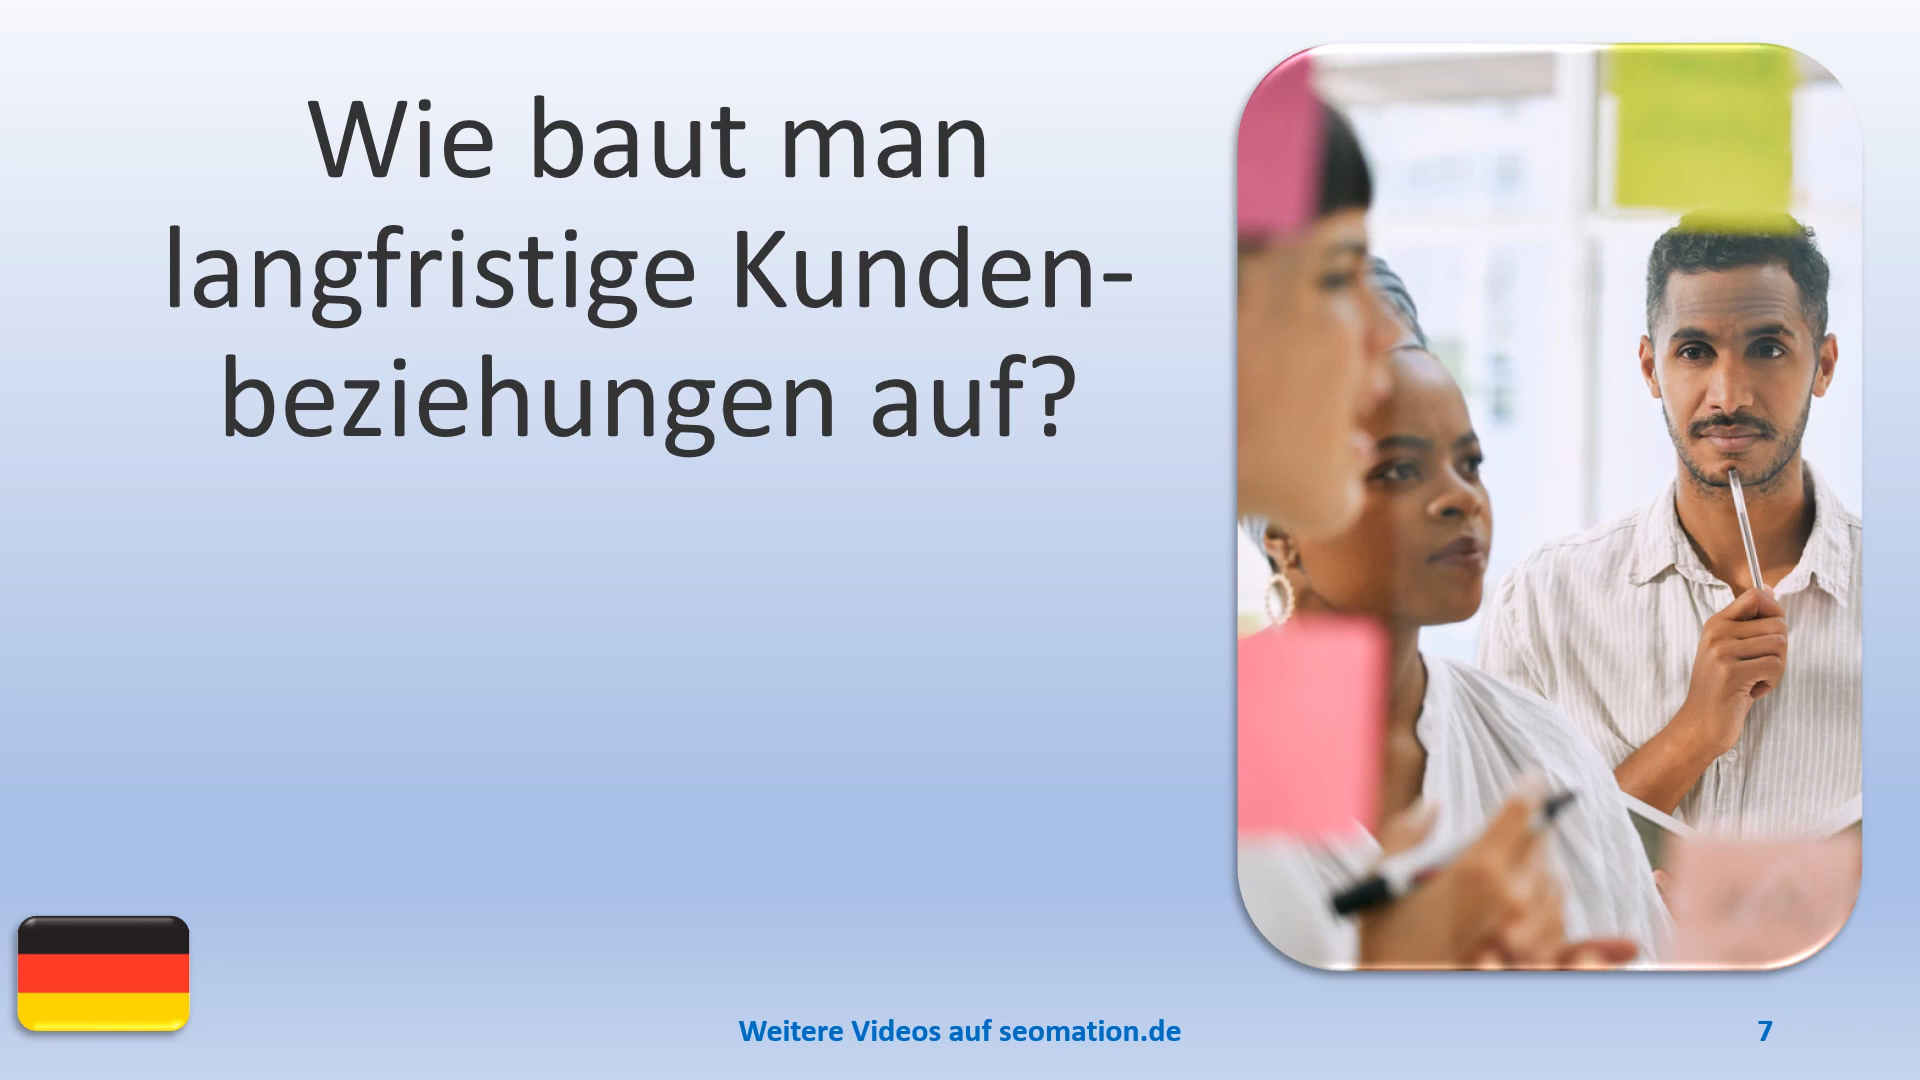 Wie baut man
langfristige Kunden-
beziehungen auf?
Weitere Videos auf seomation.de
7